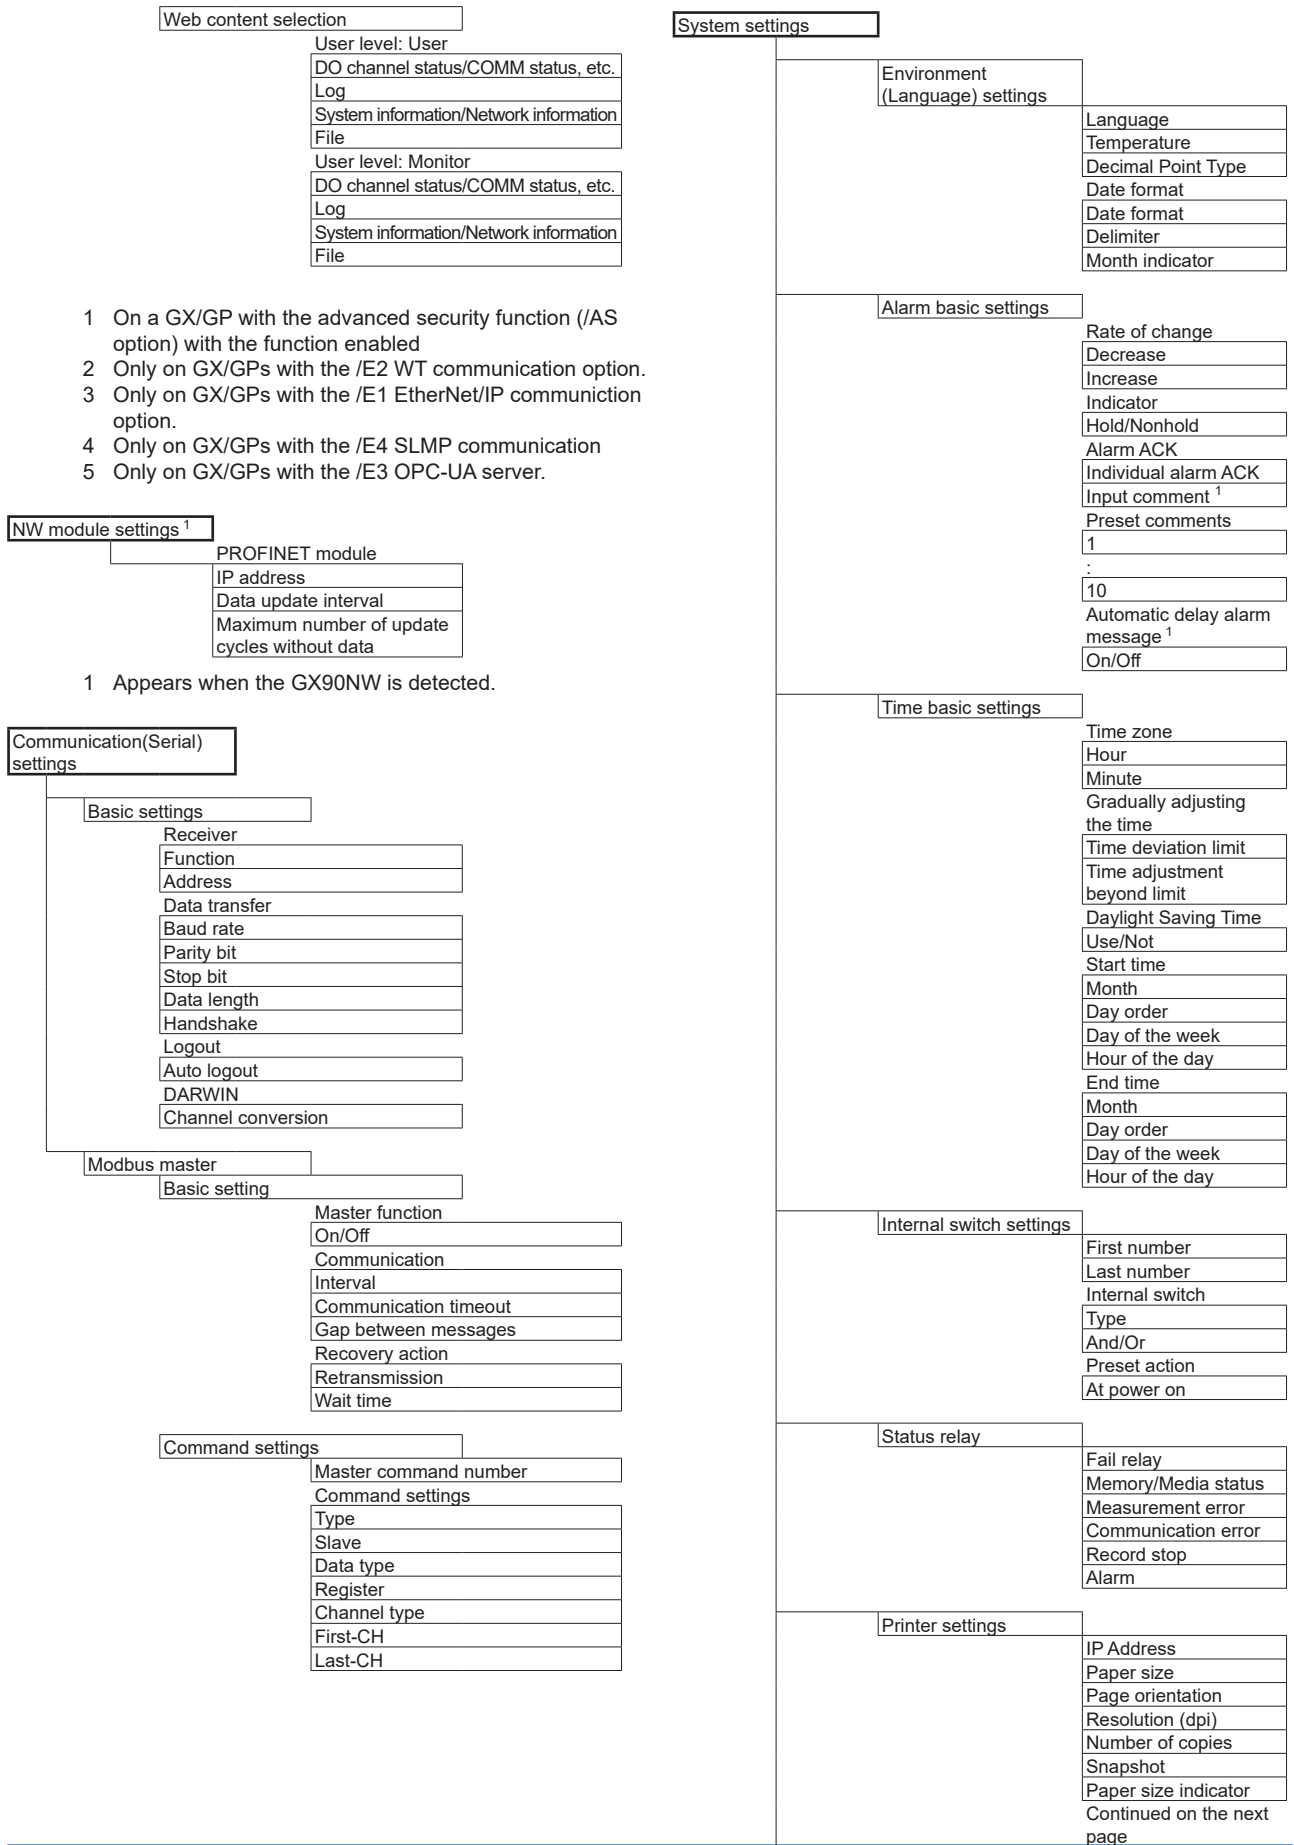 Web content selection
User level: User
DO channel status/COMM status, etc.
Log
System information/Network information
File
User level: Monitor
DO channel status/COMM status, etc.
Log
System information/Network information
File
1 On a GX/GP with the advanced security function (/AS
option) with the function enabled
2 Only on GX/GPs with the /E2 WT communication option.
3 Only on GX/GPs with the /E1 EtherNet/IP communiction
option.
4 Only on GX/GPs with the /E4 SLMP communication
5 Only on GX/GPs with the /E3 OPC-UA server.
NW module settings 1
PROFINET module
IP address
Data update interval
Maximum number of update
cycles without data
1 Appears when the GX90NW is detected.
Communication(Serial)
settings
Basic settings
Receiver
Function
Address
Data transfer
Baud rate
Parity bit
Stop bit
Data length
Handshake
Logout
Auto logout
DARWIN
Channel conversion
Modbus master
Basic setting
Master function
On/Off
Communication
Interval
Communication timeout
Gap between messages
Recovery action
Retransmission
Wait time
Command settings
Master command number
Command settings
Type
Slave
Data type
Register
Channel type
First-CH
Last-CH
System settings
Environment
(Language) settings
Language
Temperature
Decimal Point Type
Date format
Date format
Delimiter
Month indicator
Alarm basic settings
Rate of change
Decrease
Increase
Indicator
Hold/Nonhold
Alarm ACK
Individual alarm ACK
Input comment 1
Preset comments
1
:
10
Automatic delay alarm
message 1
On/Off
Time basic settings
Time zone
Hour
Minute
Gradually adjusting
the time
Time deviation limit
Time adjustment
beyond limit
Daylight Saving Time
Use/Not
Start time
Month
Day order
Day of the week
Hour of the day
End time
Month
Day order
Day of the week
Hour of the day
Internal switch settings
First number
Last number
Internal switch
Type
And/Or
Preset action
At power on
Status relay
Fail relay
Memory/Media status
Measurement error
Communication error
Record stop
Alarm
Printer settings
IP Address
Paper size
Page orientation
Resolution (dpi)
Number of copies
Snapshot
Paper size indicator
Continued on the next
page